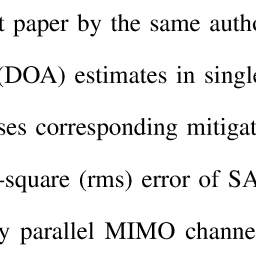 t paper by the same autho
(DOA) estimates in single
ses corresponding mitigat
-square (rms) error of SA
y parallel MIMO channe